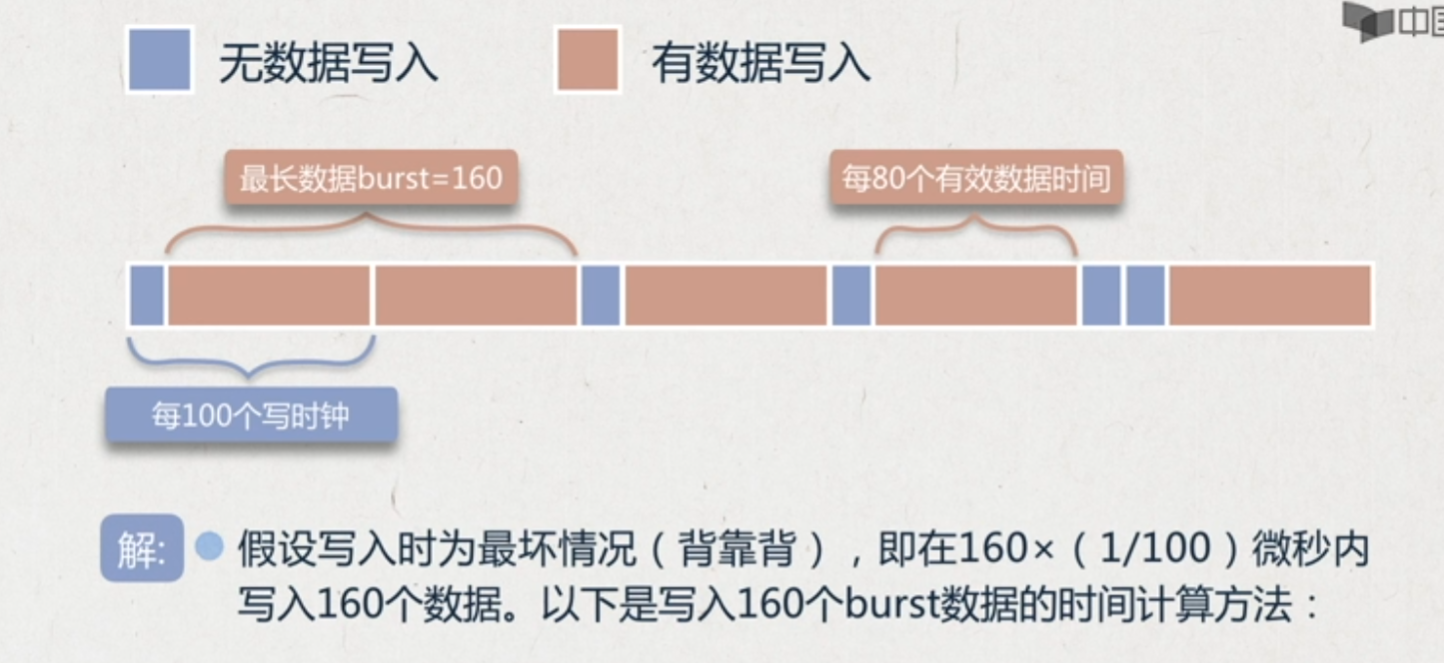 中国
无数据写入 有数据写入
最长数据burst=160 每80个有效数据时间
每100个写时钟
解: 假设写入时为最坏情况（背靠背），即在160×（1/100）微秒内
写入160个数据。以下是写入160个burst数据的时间计算方法：